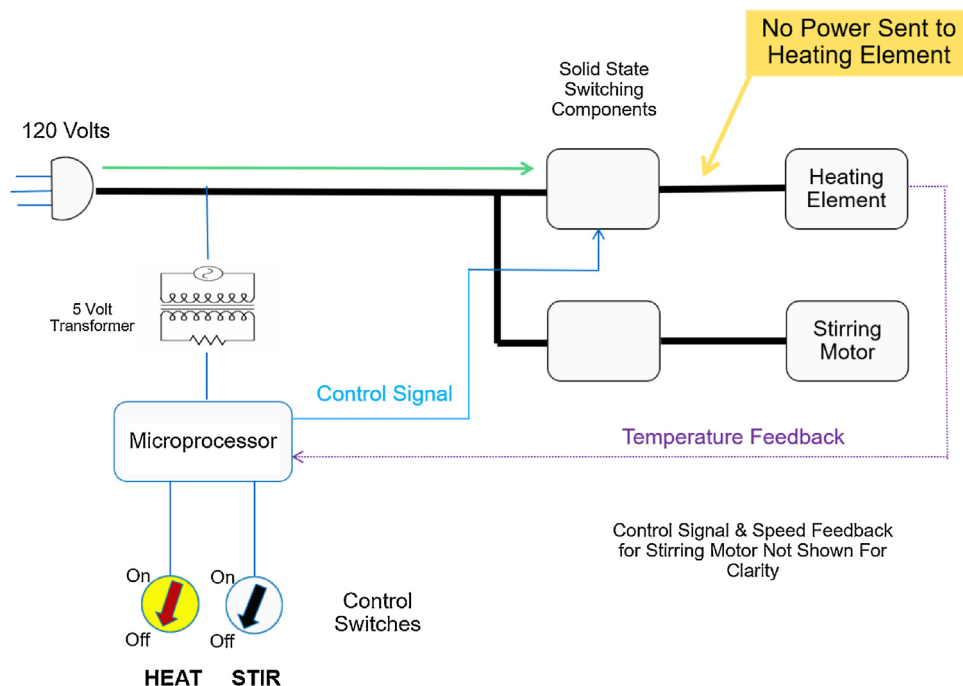 No Power Sent to
Heating Element
Solid State
Switching
Components
120 Volts
Heating
Element
5 Volt
Transformer
Stirring
Motor
Control Signal
Microprocessor
Temperature Feedback
Control Signal & Speed Feedback
for Stirring Motor Not Shown For
Clarity
On
On
Off
Off
Control
Switches
HEAT
STIR